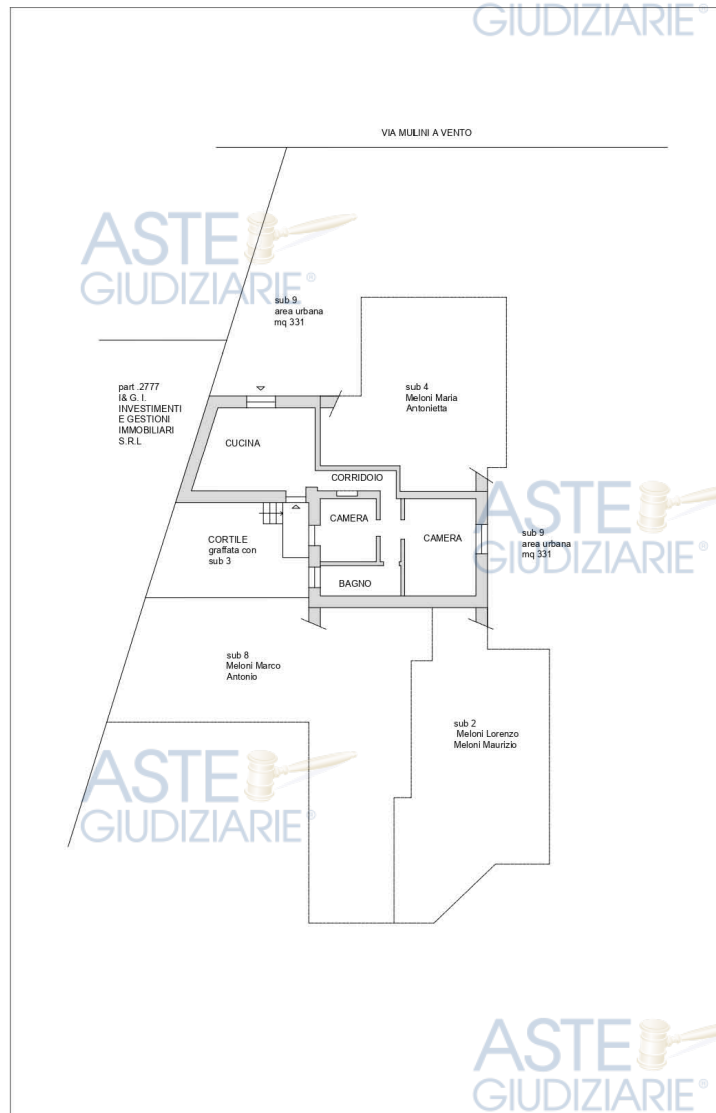 GIUDIZIARIE®
VIA MULINI A VENTO
ASTE
GIUDIZIARIE®
sub 9
area urbana
mq 331
part .2777
I& G. I.
INVESTIMENTI
E GESTIONI
IMMOBILIARI
S.R.L
sub 4
Meloni Maria
Antonietta
CUCINA
CORRIDOIO
ASTE
GIUDIZIARIE®
CAMERA
CAMERA
sub 9
area urbana
mq 331
CORTILE
graffata con
sub 3
BAGNO
sub 8
Meloni Marco
Antonio
sub 2
Meloni Lorenzo
Meloni Maurizio
ASTE
GIUDIZIARIE®
ASTE
GIUDIZIARIE®